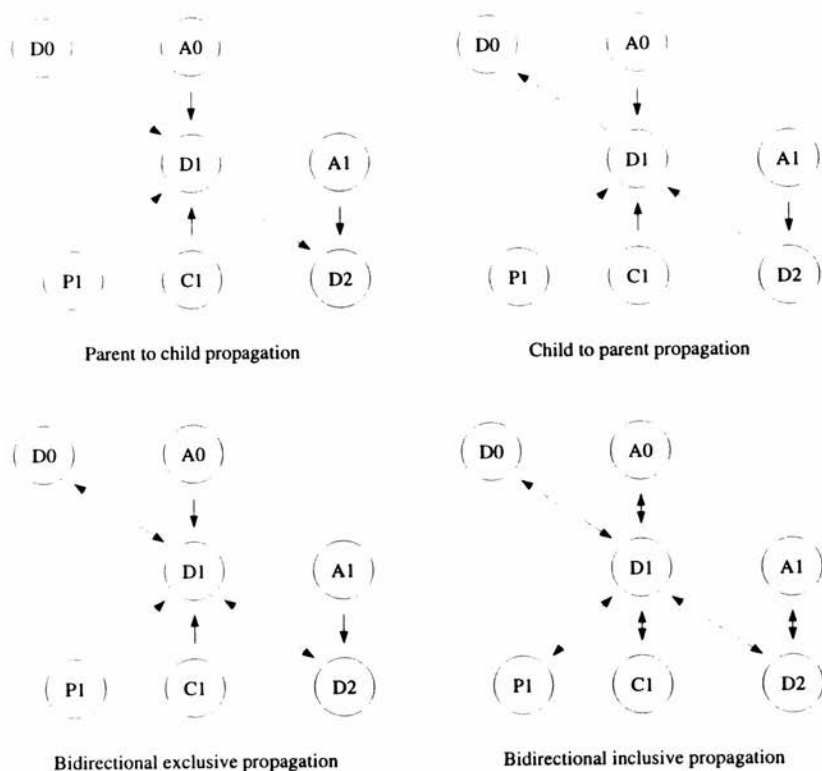 D0 A0 D0 A0
D1 A1 D1 A1
P1 C1 D2 P1 C1 D2
Parent to child propagation Child to parent propagation
D0 A0 D0 A0
D1 A1 D1 A1
P1 C1 D2 P1 C1 D2
Bidirectional exclusive propagation Bidirectional inclusive propagation